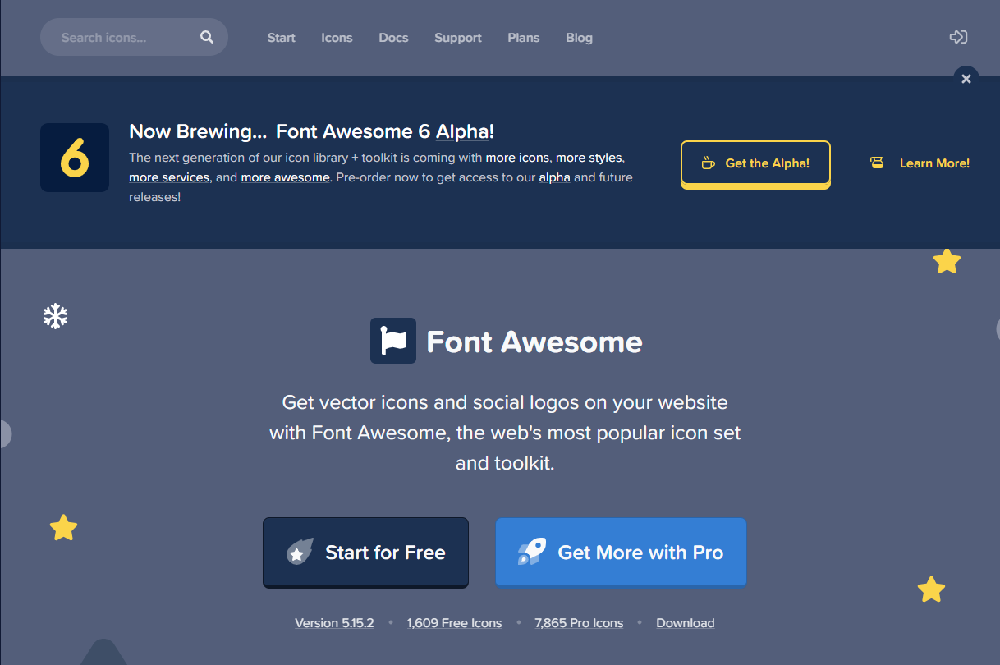 Search icons...
Start Icons Docs Support Plans Blog
6
Now Brewing... Font Awesome 6 Alpha!
The next generation of our icon library + toolkit is coming with more icons, more styles,
more services, and more awesome. Pre-order now to get access to our alpha and future
releases!
Get the Alpha!
Learn More!
Font Awesome
Get vector icons and social logos on your website
with Font Awesome, the web's most popular icon set
and toolkit.
Start for Free
Get More with Pro
Version 5.15.2 • 1,609 Free Icons • 7,865 Pro Icons • Download